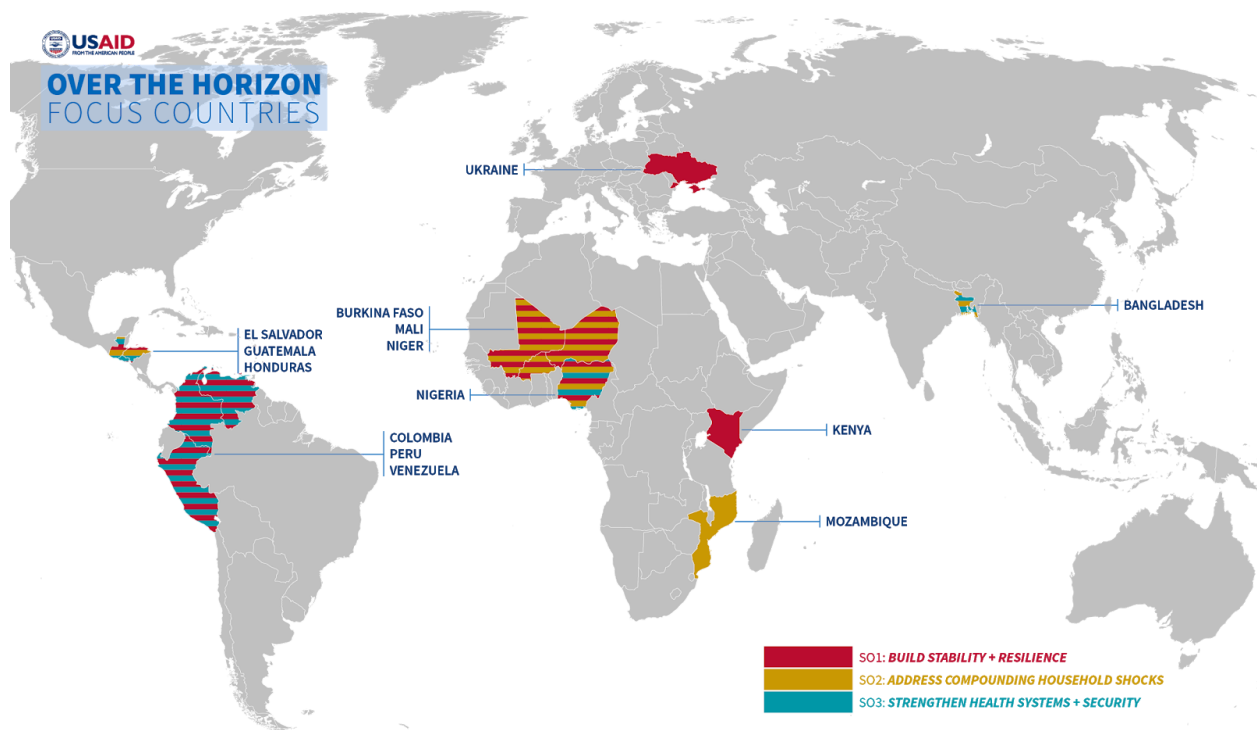 USAID
FROM THE AMERICAN PEOPLE
OVER THE HORIZON
FOCUS COUNTRIES
UKRAINE
BURKINA FASO
MALI
NIGER
NIGERIA
EL SALVADOR
GUATEMALA
HONDURAS
COLOMBIA
PERU
VENEZUELA
BANGLADESH
KENYA
MOZAMBIQUE
SO1: BUILD STABILITY + RESILIENCE
SO2: ADDRESS COMPOUNDING HOUSEHOLD SHOCKS
SO3: STRENGTHEN HEALTH SYSTEMS + SECURITY